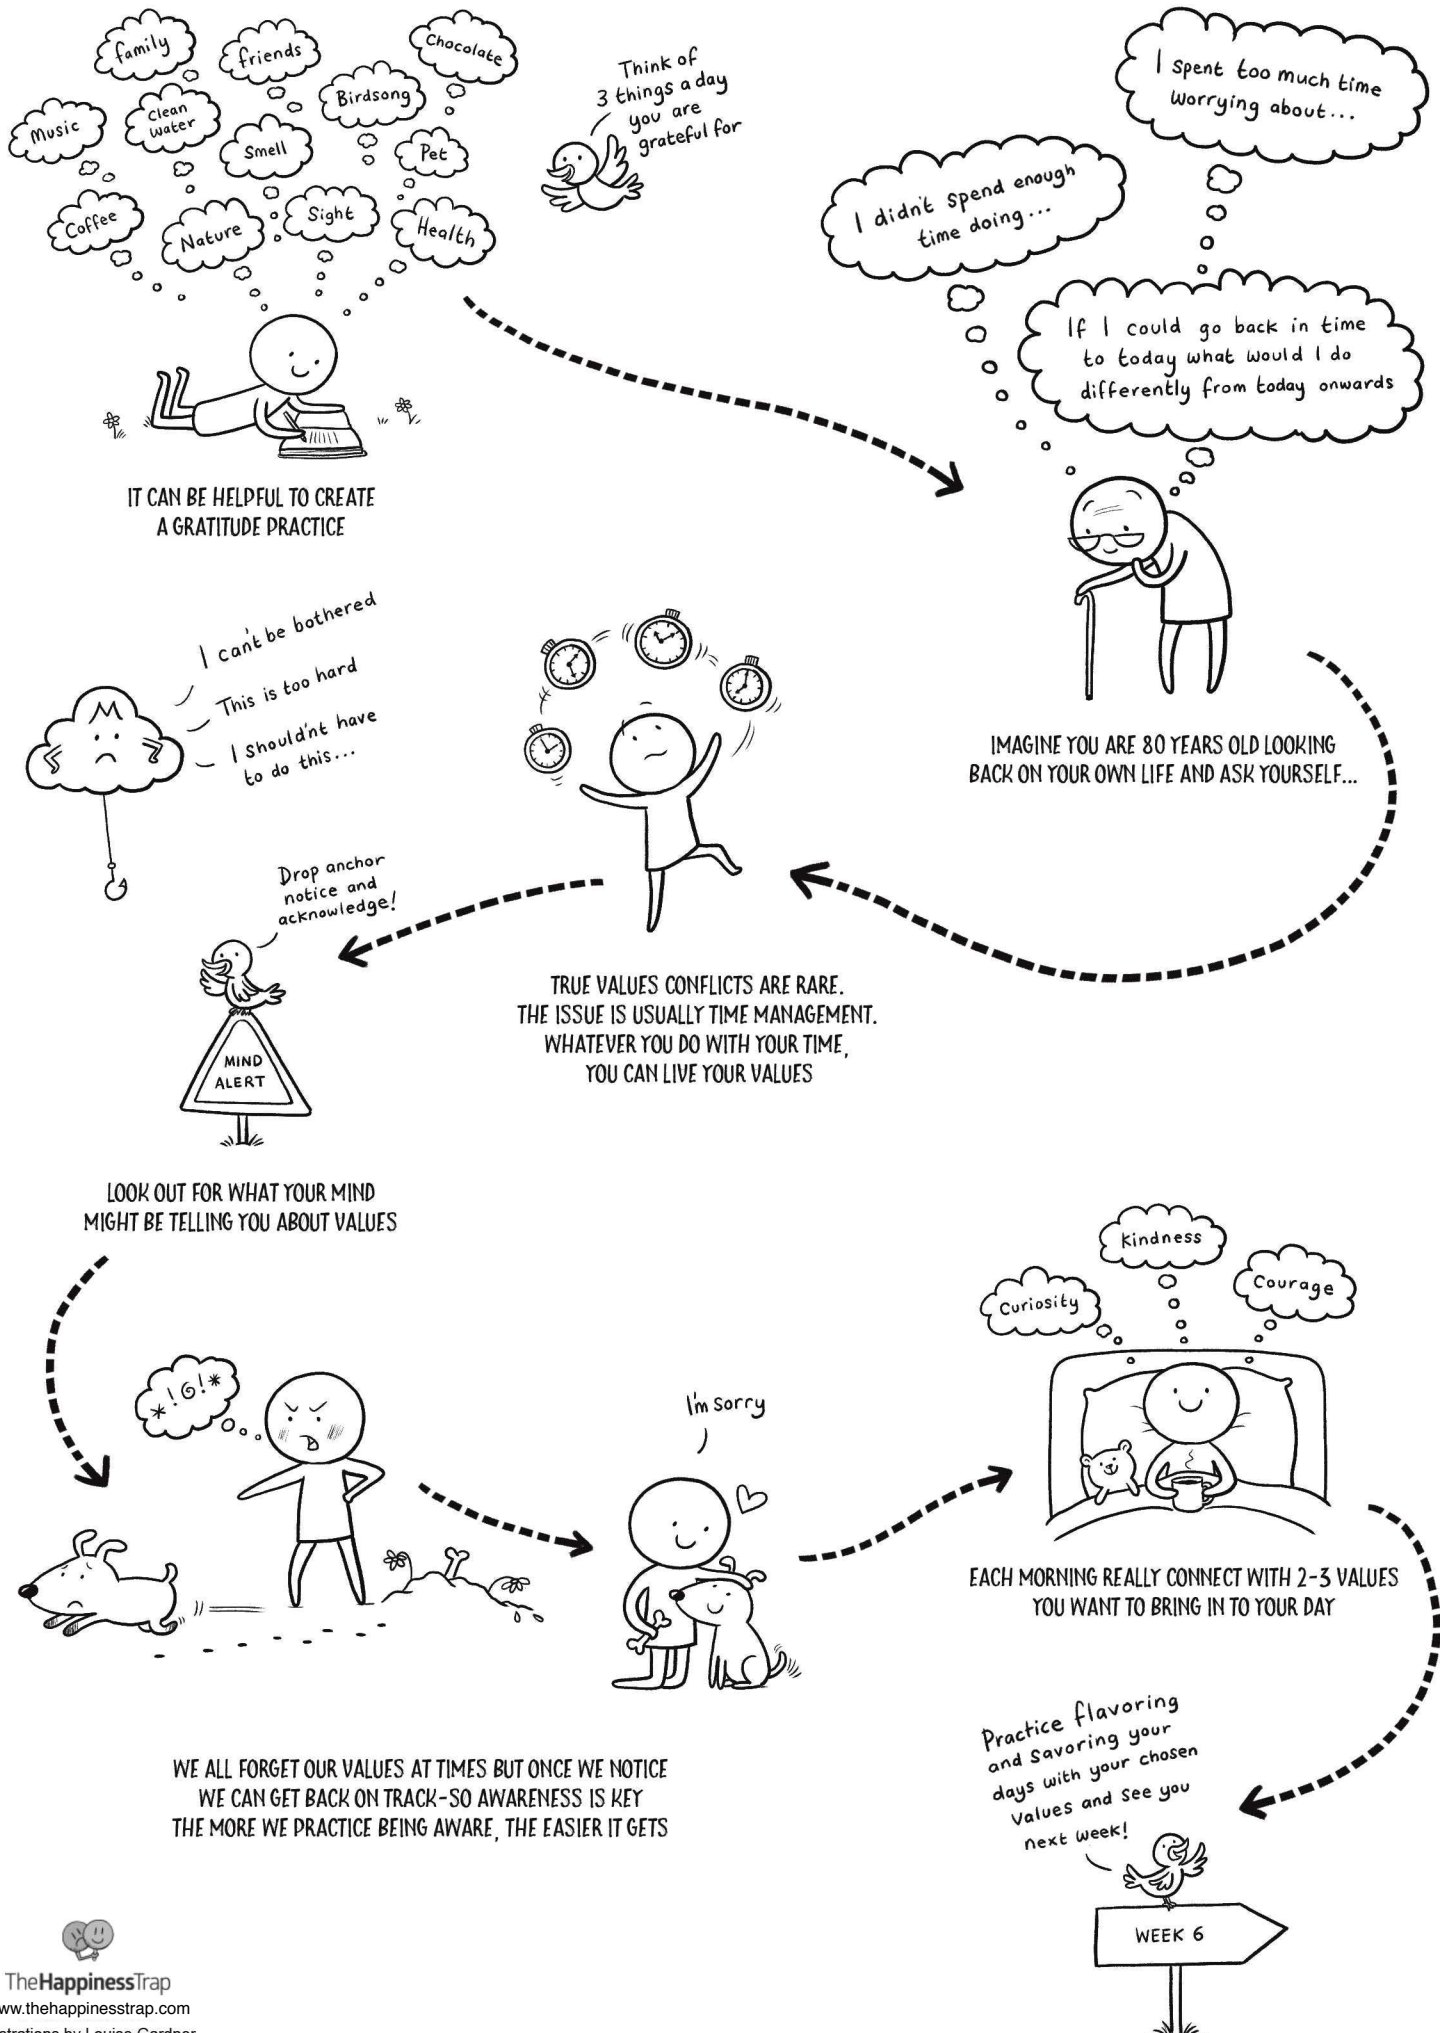 family
friends
Chocolate
Music
Clean
water
Birdsong
Smell
Pet
Coffee
Nature
Sight
Health
Think of
3 things a day
you are
grateful for
IT CAN BE HELPFUL TO CREATE
A GRATITUDE PRACTICE
I spent too much time
worrying about...
I didn't spend enough
time doing...
If I could go back in time
to today what would I do
differently from today onwards
IMAGINE YOU ARE 80 YEARS OLD LOOKING
BACK ON YOUR OWN LIFE AND ASK YOURSELF...
TRUE VALUES CONFLICTS ARE RARE.
THE ISSUE IS USUALLY TIME MANAGEMENT.
WHATEVER YOU DO WITH YOUR TIME,
YOU CAN LIVE YOUR VALUES
M
I can't be bothered
This is too hard
I should'nt have
to do this...
Drop anchor
notice and
acknowledge!
MIND
ALERT
LOOK OUT FOR WHAT YOUR MIND
MIGHT BE TELLING YOU ABOUT VALUES
*!@!*
I'm sorry
WE ALL FORGET OUR VALUES AT TIMES BUT ONCE WE NOTICE
WE CAN GET BACK ON TRACK-SO AWARENESS IS KEY
THE MORE WE PRACTICE BEING AWARE, THE EASIER IT GETS
Curiosity
Kindness
Courage
EACH MORNING REALLY CONNECT WITH 2-3 VALUES
YOU WANT TO BRING IN TO YOUR DAY
Practice flavoring
and savoring your
days with your chosen
values and see you
next week!
WEEK 6
TheHappinessTrap
ww.thehappinesstrap.com
by Louise Gardner